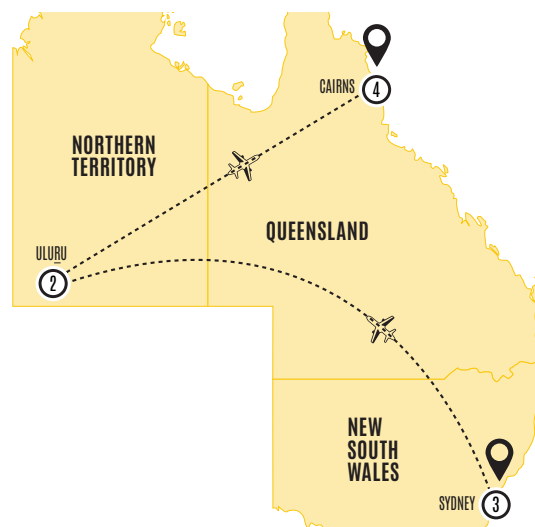 CAIRNS
4
NORTHERN
TERRITORY
QUEENSLAND
ULURU
2
NEW
SOUTH
WALES
SYDNEY
3